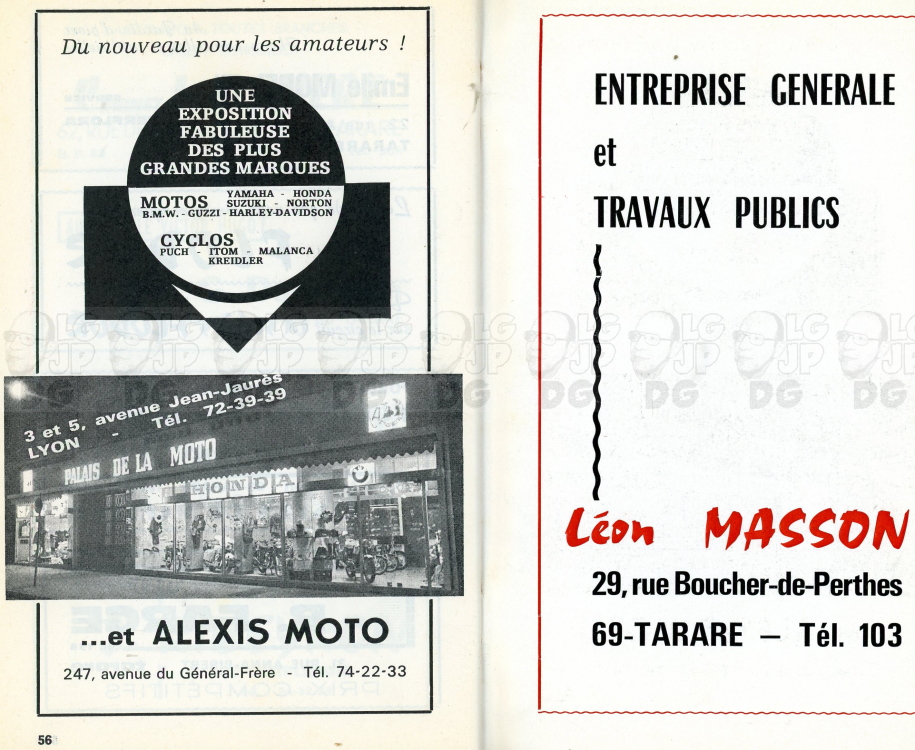 Du nouveau pour les amateurs !
UNE
EXPOSITION
FABULEUSE
DES PLUS
GRANDES MARQUES
MOTOS YAMAHA - HONDA
SUZUKI - NORTON
B.M.W. - GUZZI - HARLEY-DAVIDSON
CYCLOS
PUCH - ITOM - MALANCA
KREIDLER
3 et 5, avenue Jean-Jaurès
LYON - Tél. 72-39-39
PALAIS DE LA MOTO
HONDA
...et ALEXIS MOTO
247, avenue du Général-Frère - Tél. 74-22-33
56
ENTREPRISE GENERALE
et
TRAVAUX PUBLICS
Léon MASSON
29, rue Boucher-de-Perthes
69-TARARE — Tél. 103
LG
JP
DG